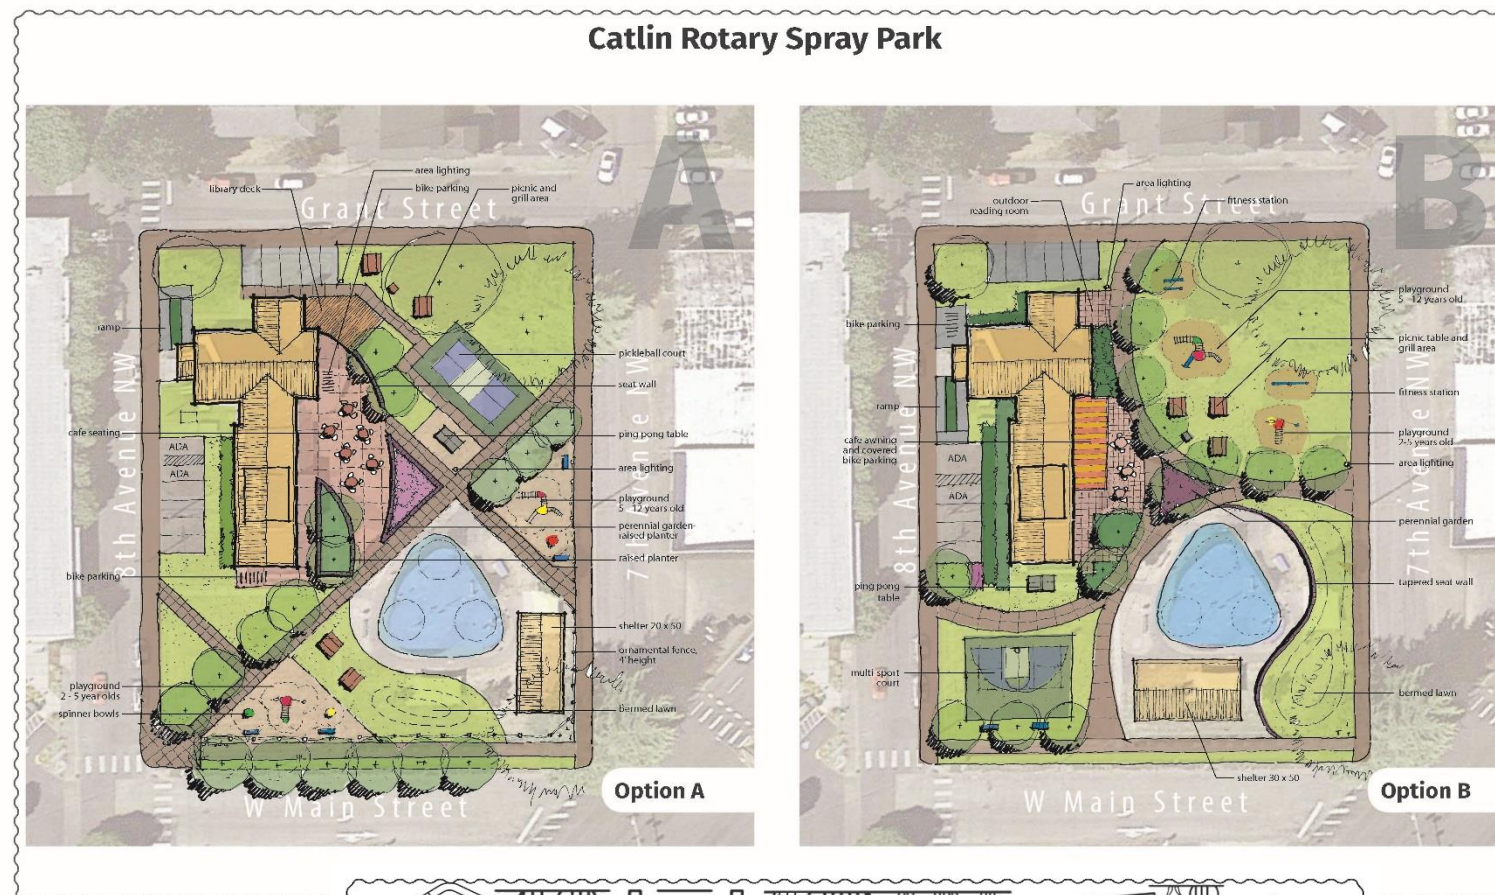 Catlin Rotary Spray Park
A
area lighting
library deck
bike parking
picnic and
grill area
Grant Street
ramp
pickleball court
seat wall
cafe seating
ping pong table
ADA
ADA
area lighting
playground
5 - 12 years old
perennial garden-
raised planter
raised planter
bike parking
8th Avenue NW
7th Avenue NW
shelter 20 x 50
ornamental fence,
4' height
playground
2 - 5 year olds
spinner bowls
bermed lawn
W Main Street
Option A
B
area lighting
outdoor
reading room
fitness station
Grant Street
playground
5 - 12 years old
bike parking
picnic table and
grill area
fitness station
ramp
playground
2-5 years old
cafe awning
and covered
bike parking
ADA
ADA
area lighting
perennial garden
8th Avenue NW
7th Avenue NW
ping pong
table
tapered seat wall
multi sport
court
bermed lawn
shelter 30 x 50
W Main Street
Option B